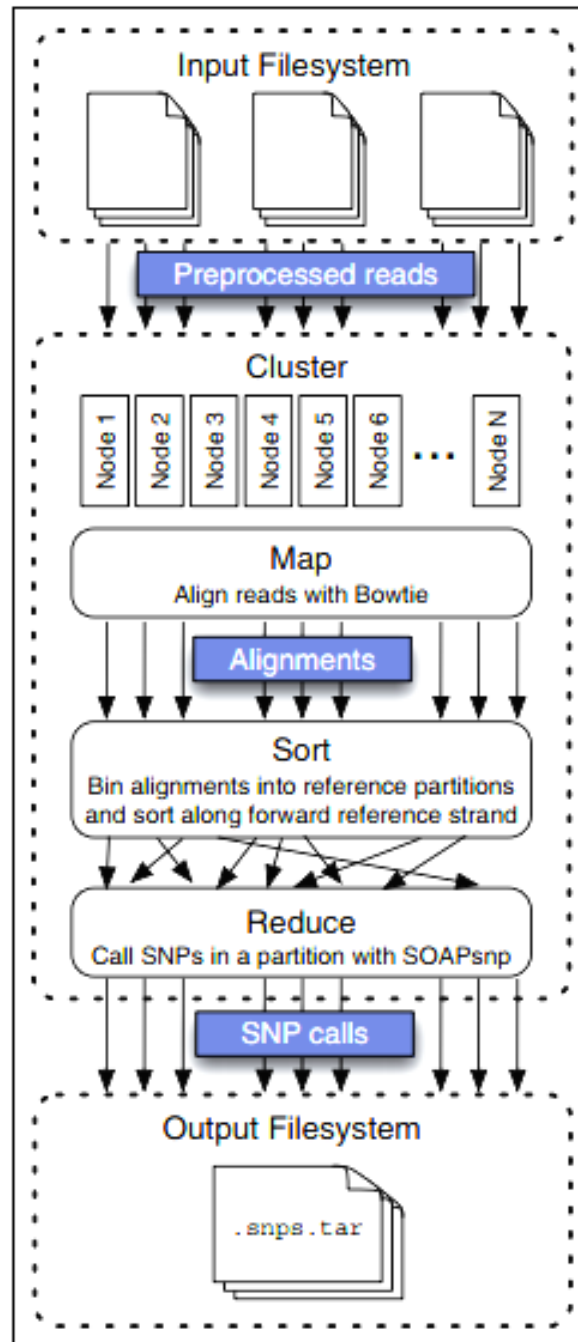 Input Filesystem
Preprocessed reads
Cluster
Node 1
Node 2
Node 3
Node 4
Node 5
Node 6
...
Node N
Map
Align reads with Bowtie
Alignments
Sort
Bin alignments into reference partitions
and sort along forward reference strand
Reduce
Call SNPs in a partition with SOAPsnp
SNP calls
Output Filesystem
.snps.tar